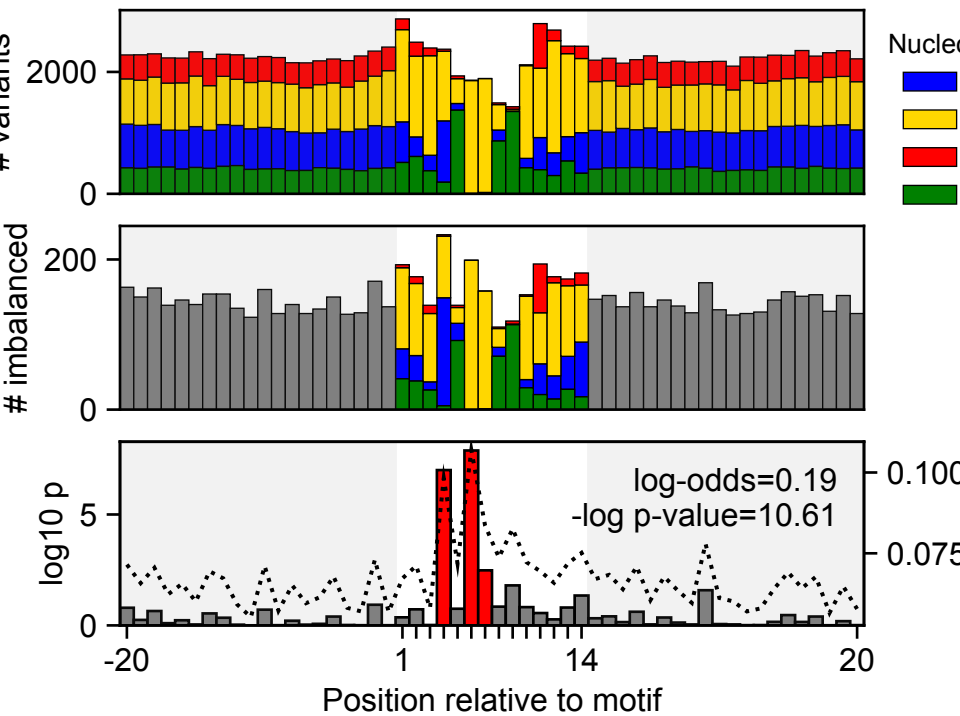 # variants
2000
0
Nucleo
# imbalanced
200
0
log10 p
5
0
log-odds=0.19
-log p-value=10.61
0.100
0.075
-20
1
14
20
Position relative to motif